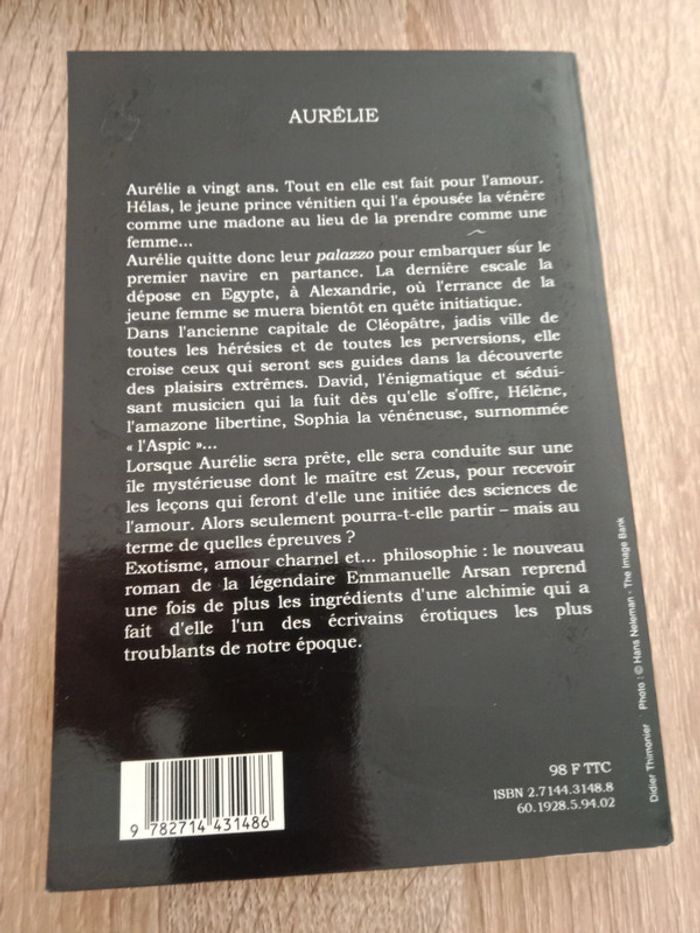 AURÉLIE
Aurélie a vingt ans. Tout en elle est fait pour l'amour.
Hélas, le jeune prince vénitien qui l'a épousée la vénère
comme une madone au lieu de la prendre comme une
femme...
Aurélie quitte donc leur palazzo pour embarquer sur le
premier navire en partance. La dernière escale la
dépose en Egypte, à Alexandrie, où l'errance de la
jeune femme se muera bientôt en quête initiatique.
Dans l'ancienne capitale de Cléopâtre, jadis ville de
toutes les hérésies et de toutes les perversions, elle
croise ceux qui seront ses guides dans la découverte
des plaisirs extrêmes. David, l'énigmatique et sédui-
sant musicien qui la fuit dès qu'elle s'offre, Hélène,
l'amazone libertine, Sophia la vénéneuse, surnommée
« l'Aspic »...
Lorsque Aurélie sera prête, elle sera conduite sur une
île mystérieuse dont le maître est Zeus, pour recevoir
les leçons qui feront d'elle une initiée des sciences de
l'amour. Alors seulement pourra-t-elle partir – mais au
terme de quelles épreuves ?
Exotisme, amour charnel et... philosophie : le nouveau
roman de la légendaire Emmanuelle Arsan reprend
une fois de plus les ingrédients d'une alchimie qui a
fait d'elle l'un des écrivains érotiques les plus
troublants de notre époque.
Didier Thimonier Photo : © Hans Neleman - The Image Bank
98 F TTC
ISBN 2.7144.3148.8
60.1928.5.94.02
9 782714 431486